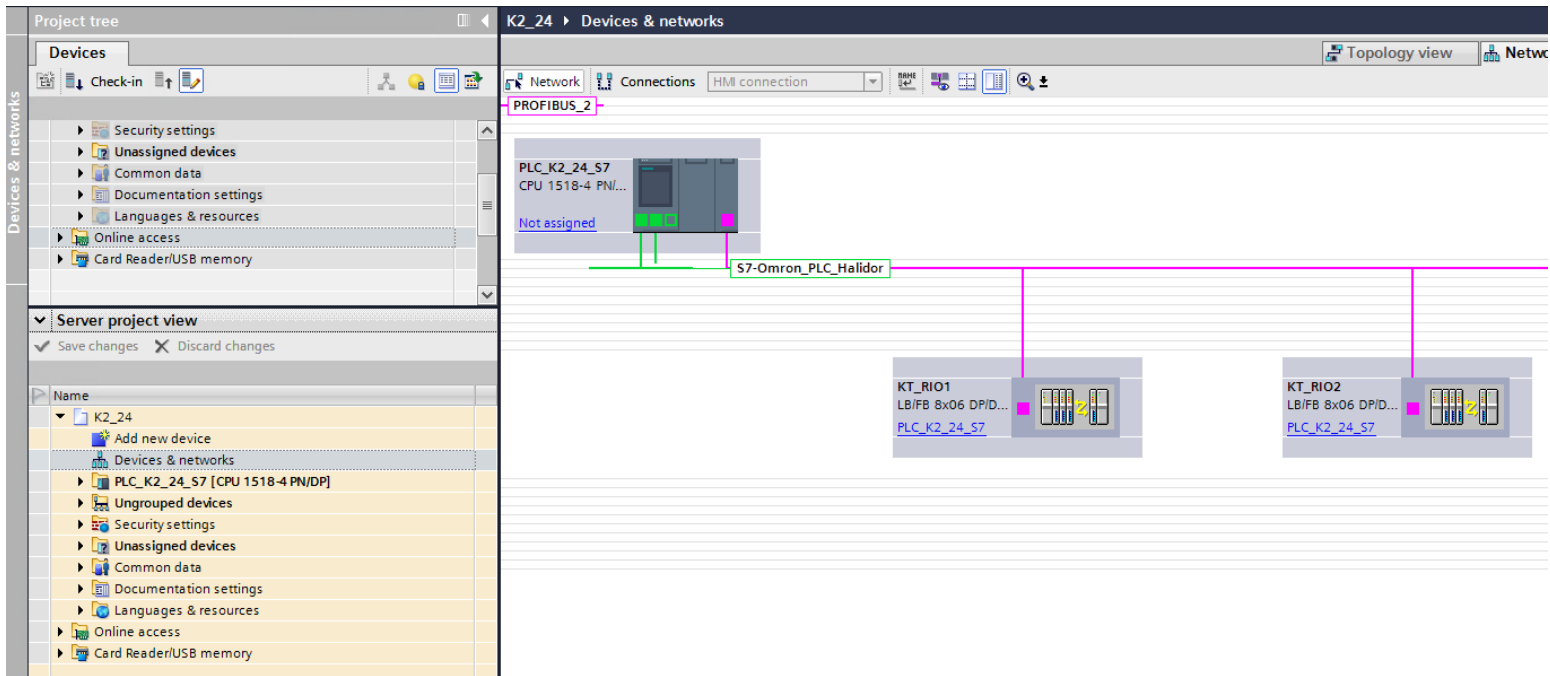 Project tree
K2_24 ▸ Devices & networks
Devices
Topology view
Netwo
Check-in
Network
Connections
HMI connection
NAME
PROFIBUS_2
Devices & networks
Security settings
Unassigned devices
Common data
Documentation settings
Languages & resources
Online access
Card Reader/USB memory
PLC_K2_24_S7
CPU 1518-4 PN/...
Not assigned
S7-Omron_PLC_Halidor
KT_RIO1
LB/FB 8x06 DP/D...
PLC_K2_24_S7
KT_RIO2
LB/FB 8x06 DP/D...
PLC_K2_24_S7
Server project view
Save changes
Discard changes
Name
K2_24
Add new device
Devices & networks
PLC_K2_24_S7 [CPU 1518-4 PN/DP]
Ungrouped devices
Security settings
Unassigned devices
Common data
Documentation settings
Languages & resources
Online access
Card Reader/USB memory